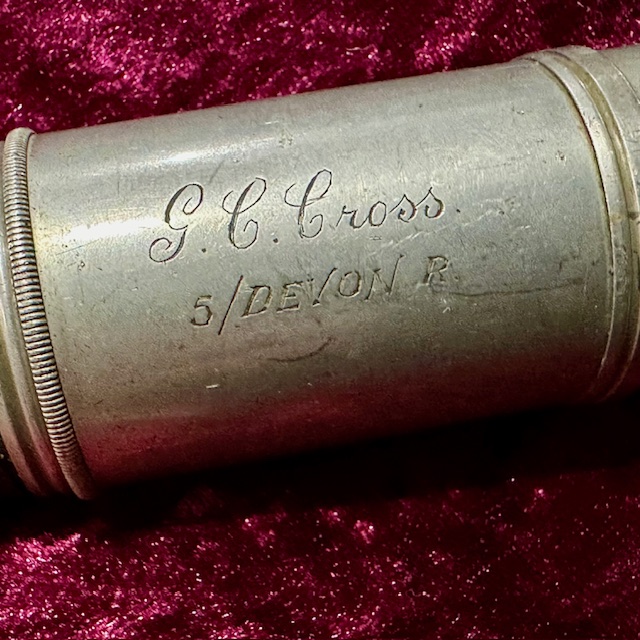 G. C. Cross.
5/DEVON R.